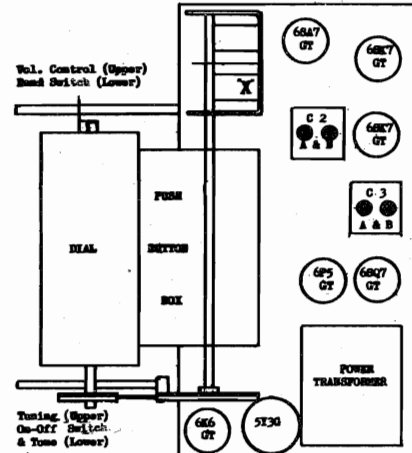 6SA7
GT
6SK7
GT
Vol. Control (Upper)
Band Switch (Lower)
C 2
A & B
6SK7
GT
PUSH
BUTTON
BOX
DIAL
C 3
A & B
6P5
GT
6SQ7
GT
POWER
TRANSFORMER
Tuning (Upper)
On-Off Switch
& Tone (Lower)
6K6
GT
5Y3G